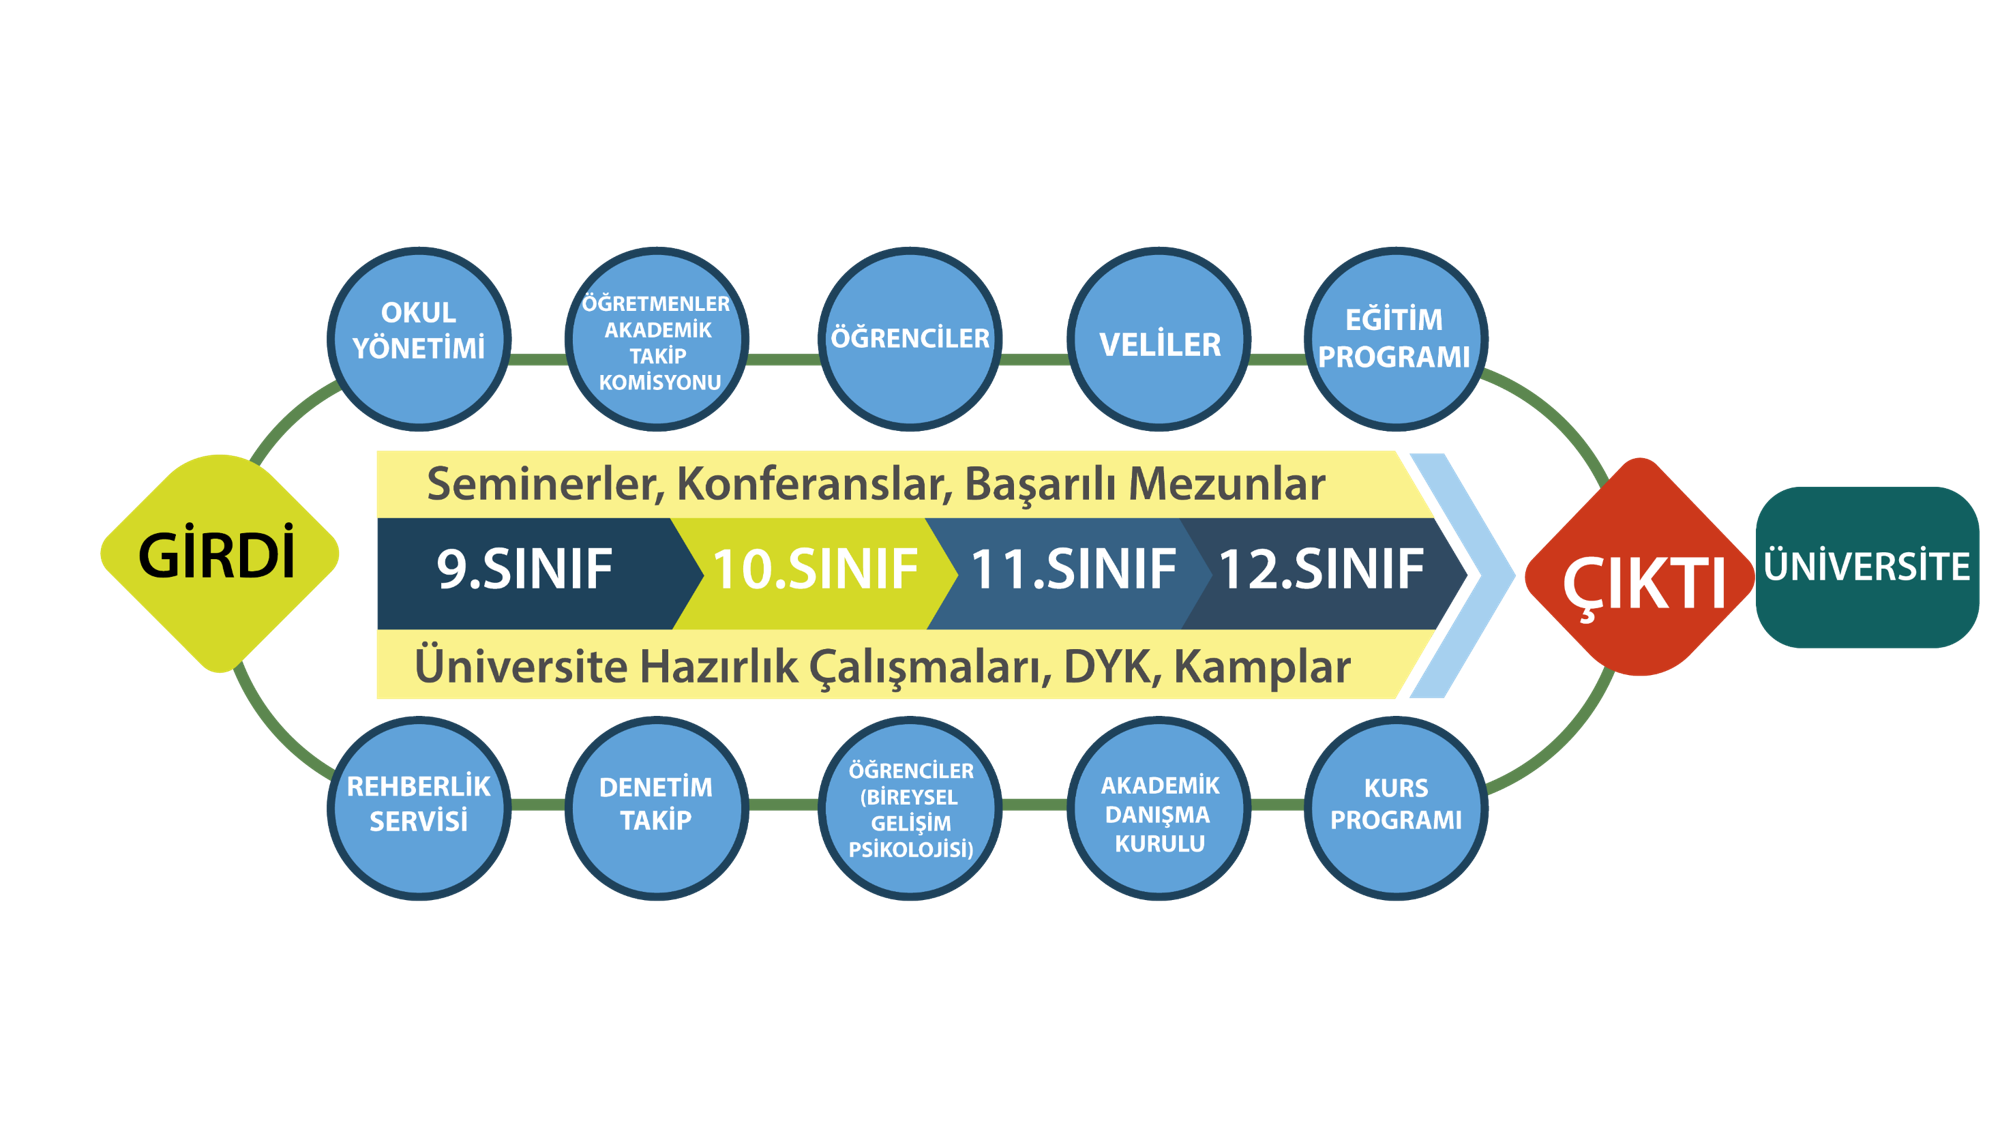 OKUL
YÖNETİMİ
ÖĞRETMENLER
AKADEMİK
TAKİP
KOMİSYONU
ÖĞRENCİLER
VELİLER
EĞİTİM
PROGRAMI
GİRDİ
Seminerler, Konferanslar, Başarılı Mezunlar
9.SINIF
10.SINIF
11.SINIF
12.SINIF
Üniversite Hazırlık Çalışmaları, DYK, Kamplar
ÇIKTI
ÜNİVERSİTE
REHBERLİK
SERVİSİ
DENETİM
TAKİP
ÖĞRENCİLER
(BİREYSEL
GELİŞİM
PSİKOLOJİSİ)
AKADEMİK
DANIŞMA
KURULU
KURS
PROGRAMI